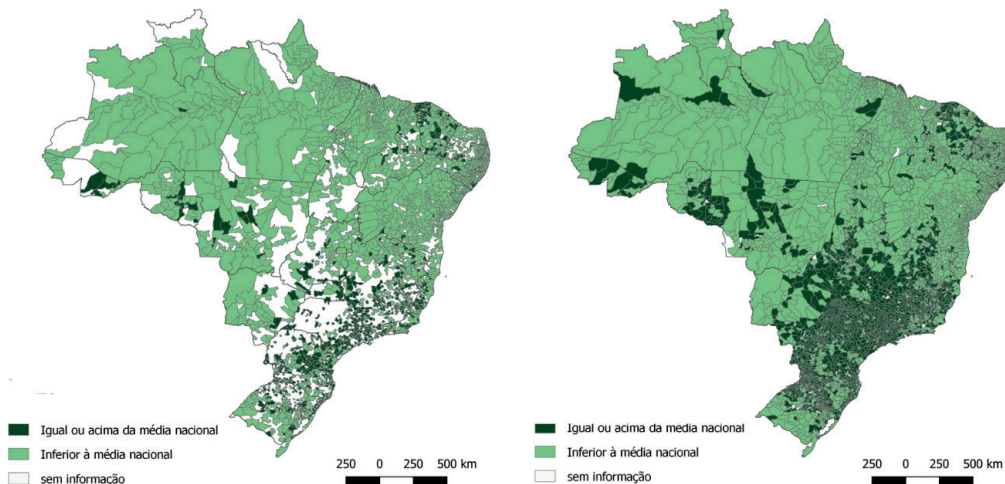 Igual ou acima da média nacional
Inferior à média nacional
sem informação
250 0 250 500 km
Igual ou acima da media nacional
Inferior à média nacional
sem informação
250 0 250 500 km